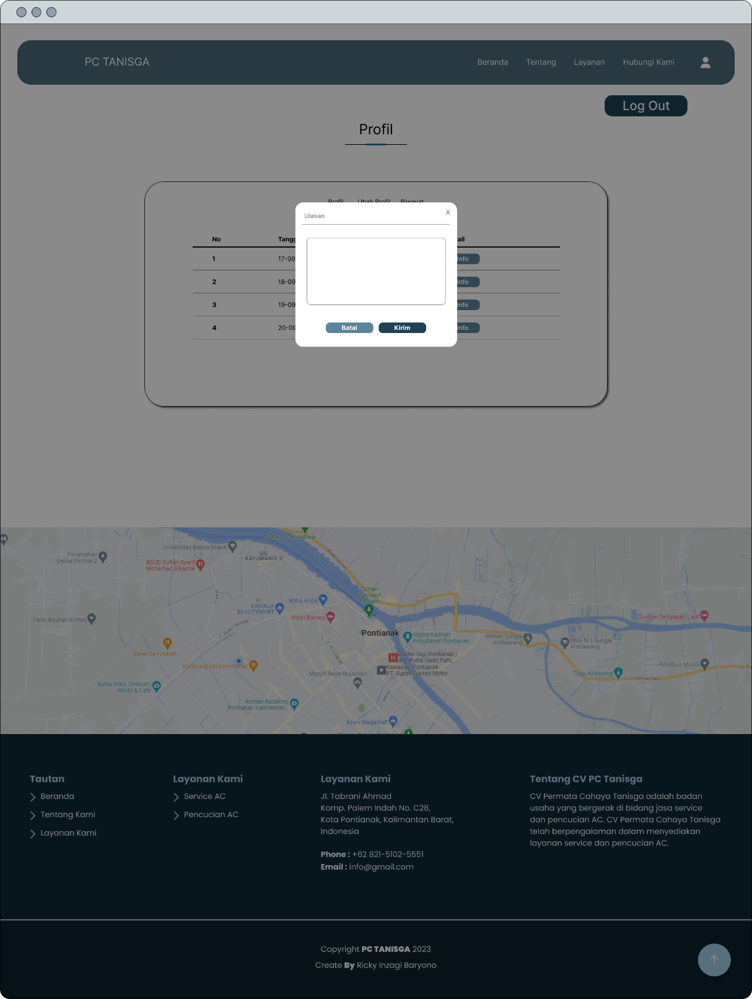 PC TANISGA
Beranda Tentang Layanan Hubungi Kami
Log Out
Profil
Profil Ubah Profil Riwayat
Ulasan X
No Tangg ail
1 17-09 Info
2 18-09 Info
3 19-09 Info
4 20-09 Info
Batal Kirim
Taman Khatulistiwa
Universitas Panca Bhakti
GG.
KAYUMANIS II
Perumahan
Delisa Permai 2
RSUD Sultan Syarif
Mohamad Alkadrie
Taman
Alun-Alun
Kapuas
Mitra Anda
KAMALA
BEAUTYMART
Hotel Borneo
Panti Asuhan Al Haq
Sungai Tempayan Laut
Pontianak
Istana Kadriah
Kesultanan Pontianak
Polsek Sungai
Ambawang
SMA N 1 Sungai
Ambawang
Vanessa cookies
Dokter Gigi Pontianak |
drg. Putra Qadri Fath,...
Kampung kecil pontianak
Kawasaki Pontianak
PT. Super Sukses Motor
PAMELA MASS
Masjid Raya Mujahidin
Tugu Alianyang
Jl. Ahmad Yani
Batas Kota, Dimsum,
Resto & Cafe
Rumah Radakng
Pontianak Kalimantan...
Ayani Megamall
Tautan
Beranda
Tentang Kami
Layanan Kami
Layanan Kami
Service AC
Pencucian AC
Layanan Kami
Jl. Tabrani Ahmad
Komp. Palem Indah No. C28,
Kota Pontianak, Kalimantan Barat,
Indonesia
Phone : +62 821-5102-5551
Email : info@gmail.com
Tentang CV PC Tanisga
CV Permata Cahaya Tanisga adalah badan
usaha yang bergerak di bidang jasa service
dan pencucian AC. CV Permata Cahaya Tanisga
telah berpengalaman dalam menyediakan
layanan service dan pencucian AC.
Copyright PC TANISGA 2023
Create By Ricky Inzagi Baryono